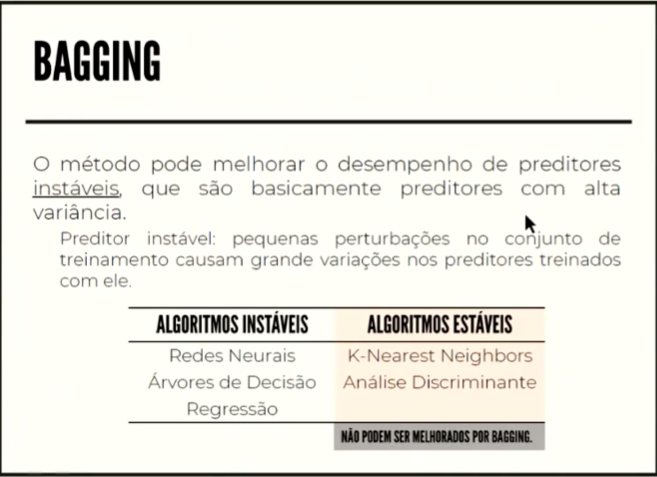 BAGGING
O método pode melhorar o desempenho de preditores
instáveis, que são basicamente preditores com alta
variância.
Preditor instável: pequenas perturbações no conjunto de
treinamento causam grande variações nos preditores treinados
com ele.
ALGORITMOS INSTÁVEIS ALGORITMOS ESTÁVEIS
Redes Neurais K-Nearest Neighbors
Árvores de Decisão Análise Discriminante
Regressão
NÃO PODEM SER MELHORADOS POR BAGGING.